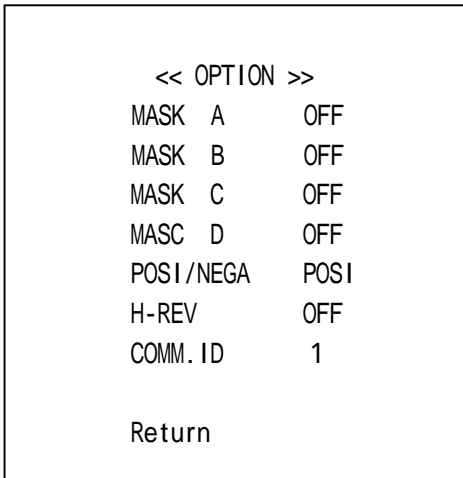 << OPTION >>
MASK A OFF
MASK B OFF
MASK C OFF
MASC D OFF
POSI/NEGA POSI
H-REV OFF
COMM.ID 1
Return